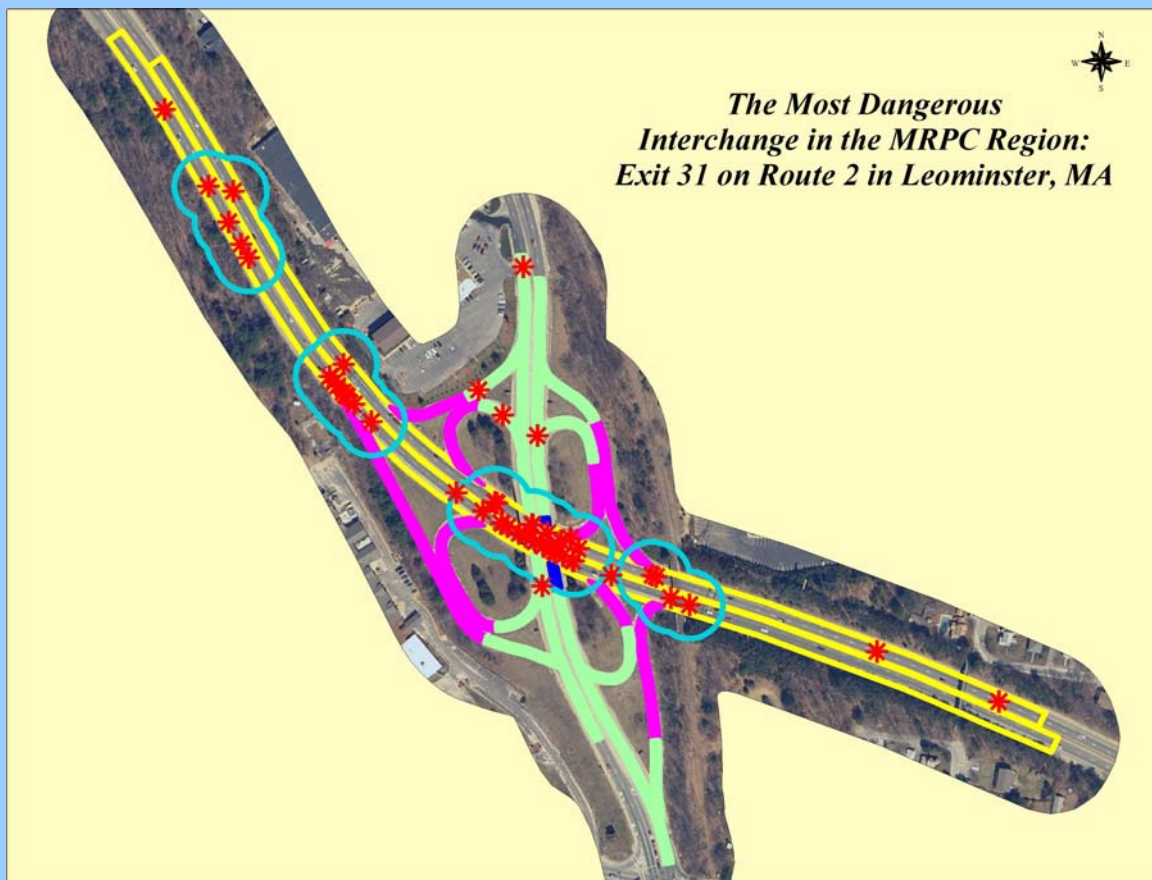 N
W E
S
The Most Dangerous
Interchange in the MRPC Region:
Exit 31 on Route 2 in Leominster, MA